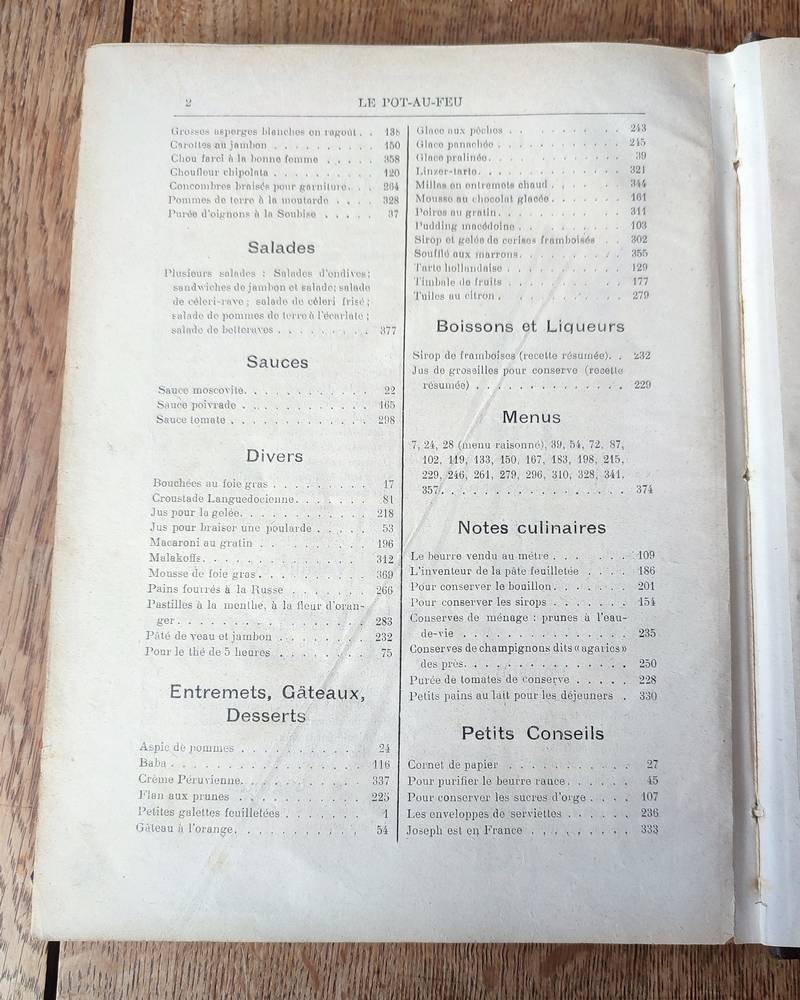 2 LE POT-AU-FEU
Grosses asperges blanches en ragoût. . 138
Carottes au jambon . . . . . . . . . . 150
Chou farci à la bonne femme . . . . . 358
Choufleur chipolata . . . . . . . . . 120
Concombres braisés pour garniture. . . 264
Pommes de terre à la moutarde . . . 328
Purée d'oignons à la Soubise . . . . . 37
Salades
Plusieurs salades : Salades d'endives;
sandwiches de jambon et salade; salade
de céleri-rave; salade de céleri frisé;
salade de pommes de terre à l'écarlate;
salade de betteraves . . . . . . . . . 377
Sauces
Sauce moscovite. . . . . . . . . . . 22
Sauce poivrade . . . . . . . . . . . . 165
Sauce tomate . . . . . . . . . . . . . 298
Divers
Bouchées au foie gras . . . . . . . . . 17
Croustade Languedocienne. . . . . . . 81
Jus pour la gelée. . . . . . . . . . . 218
Jus pour braiser une poularde . . . . . 53
Macaroni au gratin . . . . . . . . . . 196
Malakoffs. . . . . . . . . . . . . . . 312
Mousse de foie gras . . . . . . . . . . 369
Pains fourrés à la Russe . . . . . . . 266
Pastilles à la menthe, à la fleur d'oran-
ger. . . . . . . . . . . . . . . . . 283
Pâté de veau et jambon . . . . . . . . 232
Pour le thé de 5 heures . . . . . . . . 75
Entremets, Gâteaux,
Desserts
Aspic de pommes . . . . . . . . . . 24
Baba . . . . . . . . . . . . . . . . . 116
Crème Péruvienne. . . . . . . . . . . 337
Flan aux prunes . . . . . . . . . . . 225
Petites galettes feuilletées . . . . . . . 4
Gâteau à l'orange. . . . . . . . . . . 54
Glace aux pêches . . . . . . . . . 243
Glace panachée . . . . . . . . . . . 245
Glace pralinée. . . . . . . . . . . . 39
Linzer-tarte. . . . . . . . . . . . . 321
Millas en entremets chaud . . . . . . 344
Mousse au chocolat glacée . . . . . . 161
Poires au gratin . . . . . . . . . . . 311
Pudding macédoine . . . . . . . . . 103
Sirop et gelée de cerises framboisés . . 302
Soufflé aux marrons. . . . . . . . . 355
Tarte hollandaise . . . . . . . . . . 129
Timbale de fruits . . . . . . . . . . 177
Tuiles au citron . . . . . . . . . . . 279
Boissons et Liqueurs
Sirop de framboises (recette résumée). . 232
Jus de groseilles pour conserve (recette
résumée) . . . . . . . . . . . . . . 229
Menus
7, 24, 28 (menu raisonné), 39, 54, 72, 87,
102, 119, 133, 150, 167, 183, 198, 215,
229, 246, 261, 279, 296, 310, 328, 341,
357. . . . . . . . . . . . . . . . . . 374
Notes culinaires
Le beurre vendu au mètre . . . . . . . 109
L'inventeur de la pâte feuilletée . . . . 186
Pour conserver le bouillon. . . . . . . 201
Pour conserver les sirops . . . . . . . 154
Conserves de ménage : prunes à l'eau-
de-vie . . . . . . . . . . . . . . . 235
Conserves de champignons dits « agarics »
des prés. . . . . . . . . . . . . . . 250
Purée de tomates de conserve . . . . . 228
Petits pains au lait pour les déjeuners . 330
Petits Conseils
Cornet de papier . . . . . . . . . . 27
Pour purifier le beurre rance. . . . . . 45
Pour conserver les sucres d'orge . . . . 107
Les enveloppes de serviettes . . . . . . 236
Joseph est en France . . . . . . . . . 333